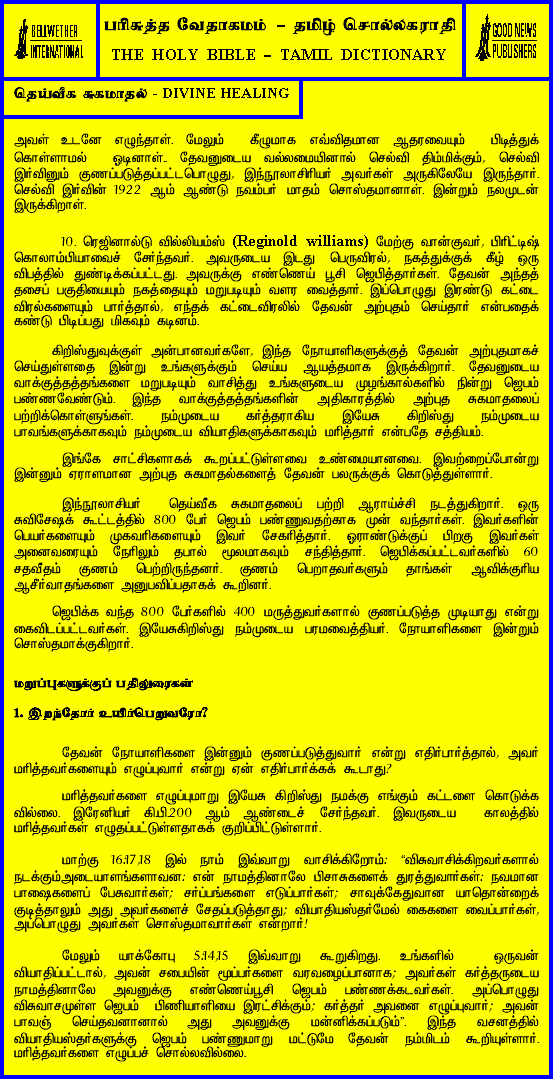 BELLWETHER
INTERNATIONAL
பரிசுத்த வேதாகமம் – தமிழ் சொல்லகராதி
THE HOLY BIBLE – TAMIL DICTIONARY
GOOD NEWS
PUBLISHERS
தெய்வீக சுகமாதல் - DIVINE HEALING
அவள் உடனே எழுந்தாள். மேலும் கீழுமாக எவ்விதமான ஆதரவையும் பிடித்துக்
கொள்ளாமல் ஓடினாள்.. தேவனுடைய வல்லமையினால் செல்வி திம்மிக்கும், செல்வி
இர்வினும் குணப்படுத்தப்பட்டபொழுது, இந்நூலாசிரியர் அவர்கள் அருகிலேயே இருந்தார்.
செல்வி இர்வின் 1922 ஆம் ஆண்டு நவம்பர் மாதம் சொஸ்தமானாள். இன்றும் நலமுடன்
இருக்கிறாள்.
10. ரெஜினால்டு வில்லியம்ஸ் (Reginold williams) மேற்கு வான்குவர், பிரிட்டிஷ்
கொலாம்பியாவைச் சேர்ந்தவர். அவருடைய இடது பெருவிரல், நகத்துக்குக் கீழ் ஒரு
விபத்தில் துண்டிக்கப்பட்டது. அவருக்கு எண்ணெய் பூசி ஜெபித்தார்கள். தேவன் அந்தத்
தசைப் பகுதியையும் நகத்தையும் மறுபடியும் வளர வைத்தார். இப்பொழுது இரண்டு கட்டை
விரல்களையும் பார்த்தால், எந்தக் கட்டைவிரலில் தேவன் அற்புதம் செய்தார் என்பதைக்
கண்டு பிடிப்பது மிகவும் கடினம்.
கிறிஸ்துவுக்குள் அன்பானவர்களே, இந்த நோயாளிகளுக்குத் தேவன் அற்புதமாகச்
செய்துள்ளதை இன்று உங்களுக்கும் செய்ய ஆயத்தமாக இருக்கிறார். தேவனுடைய
வாக்குத்தத்தங்களை மறுபடியும் வாசித்து உங்களுடைய முழங்கால்களில் நின்று ஜெபம்
பண்ணவேண்டும். இந்த வாக்குத்தத்தங்களின் அதிகாரத்தில் அற்புத சுகமாதலைப்
பற்றிக்கொள்ளுங்கள். நம்முடைய கர்த்தராகிய இயேசு கிறிஸ்து நம்முடைய
பாவங்களுக்காகவும் நம்முடைய வியாதிகளுக்காகவும் மரித்தார் என்பதே சத்தியம்.
இங்கே சாட்சிகளாகக் கூறப்பட்டுள்ளவை உண்மையானவை. இவற்றைப்போன்று
இன்னும் ஏராளமான அற்புத சுகமாதல்களைத் தேவன் பலருக்குக் கொடுத்துள்ளார்.
இந்நூலாசியர் தெய்வீக சுகமாதலைப் பற்றி ஆராய்ச்சி நடத்துகிறார். ஒரு
சுவிசேஷக் கூட்டத்தில் 800 பேர் ஜெபம் பண்ணுவதற்காக முன் வந்தார்கள். இவர்களின்
பெயர்களையும் முகவரிகளையும் இவர் சேகரித்தார். ஓராண்டுக்குப் பிறகு இவர்கள்
அனைவரையும் நேரிலும் தபால் மூலமாகவும் சந்தித்தார். ஜெபிக்கப்பட்டவர்களில் 60
சதவீதம் குணம் பெற்றிருந்தனர். குணம் பெறாதவர்களும் தாங்கள் ஆவிக்குரிய
ஆசீர்வாதங்களை அனுபவிப்பதாகக் கூறினர்.
ஜெபிக்க வந்த 800 பேர்களில் 400 மருத்துவர்களால் குணப்படுத்த முடியாது என்று
கைவிடப்பட்டவர்கள். இயேசுகிறிஸ்து நம்முடைய பரமவைத்தியர். நோயாளிகளை இன்றும்
சொஸ்தமாக்குகிறார்.
மறுப்புகளுக்குப் பதிலுரைகள்
1. இறந்தோர் உயிர்பெறுவரோ?
தேவன் நோயாளிகளை இன்னும் குணப்படுத்துவார் என்று எதிர்பார்த்தால், அவர்
மரித்தவர்களையும் எழுப்புவார் என்று ஏன் எதிர்பார்க்கக் கூடாது?
மரித்தவர்களை எழுப்புமாறு இயேசு கிறிஸ்து நமக்கு எங்கும் கட்டளை கொடுக்க
வில்லை. இரேனியர் கி.பி.200 ஆம் ஆண்டைச் சேர்ந்தவர். இவருடைய காலத்தில்
மரித்தவர்கள் எழுதப்பட்டுள்ளதாகக் குறிப்பிட்டுள்ளார்.
மாற்கு 16.17,18 இல் நாம் இவ்வாறு வாசிக்கிறோம்: "விசுவாசிக்கிறவர்களால்
நடக்கும்அடையாளங்களாவன: என் நாமத்தினாலே பிசாசுகளைக் துரத்துவார்கள்; நவமான
பாஷைகளைப் பேசுவார்கள்; சர்ப்பங்களை எடுப்பார்கள்; சாவுக்கேதுவான யாதொன்றைக்
குடித்தாலும் அது அவர்களைச் சேதப்படுத்தாது; வியாதியஸ்தர்மேல் கைகளை வைப்பார்கள்,
அப்பொழுது அவர்கள் சொஸ்தமாவார்கள் என்றார்!
மேலும் யாக்கோபு 5:14,15 இவ்வாறு கூறுகிறது. உங்களில் ஒருவன்
வியாதிப்பட்டால், அவன் சபையின் மூப்பர்களை வரவழைப்பானாக; அவர்கள் கர்த்தருடைய
நாமத்தினாலே அவனுக்கு எண்ணெய்பூசி ஜெபம் பண்ணக்கடவர்கள். அப்பொழுது
விசுவாசமுள்ள ஜெபம் பிணியாளியை இரட்சிக்கும்; கர்த்தர் அவனை எழுப்புவார்; அவன்
பாவஞ் செய்தவனானால் அது அவனுக்கு மன்னிக்கப்படும்". இந்த வசனத்தில்
வியாதியஸ்தர்களுக்கு ஜெபம் பண்ணுமாறு மட்டுமே தேவன் நம்மிடம் கூறியுள்ளார்.
மரித்தவர்களை எழுப்பச் சொல்லவில்லை.